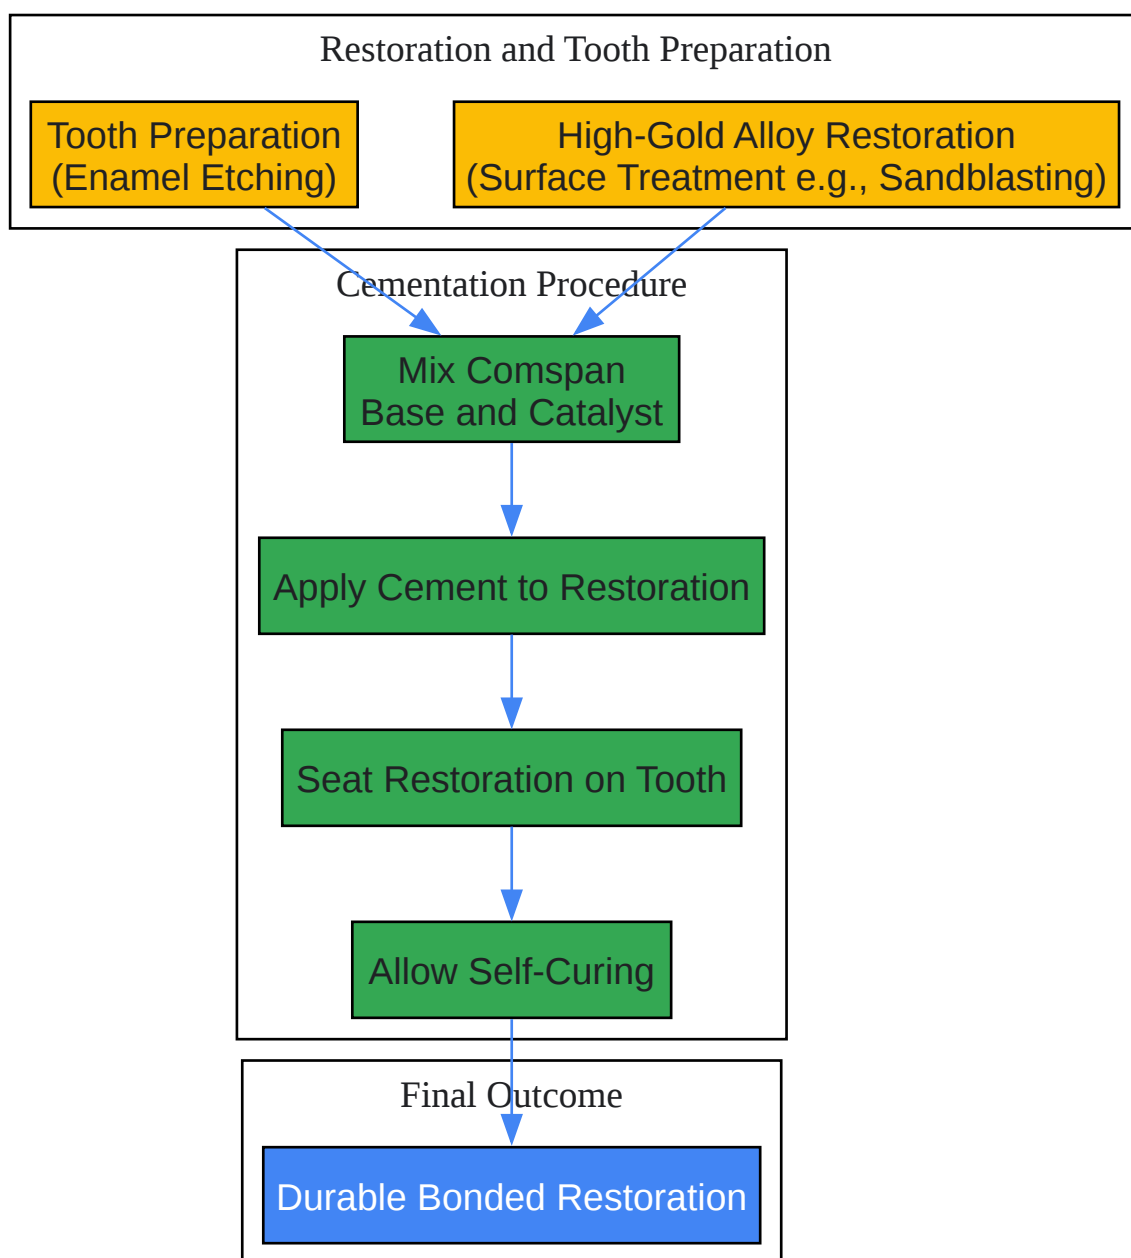 Restoration and Tooth Preparation
Tooth Preparation
(Enamel Etching)
High-Gold Alloy Restoration
(Surface Treatment e.g., Sandblasting)
Cementation Procedure
Mix Comspan
Base and Catalyst
Apply Cement to Restoration
Seat Restoration on Tooth
Allow Self-Curing
Final Outcome
Durable Bonded Restoration